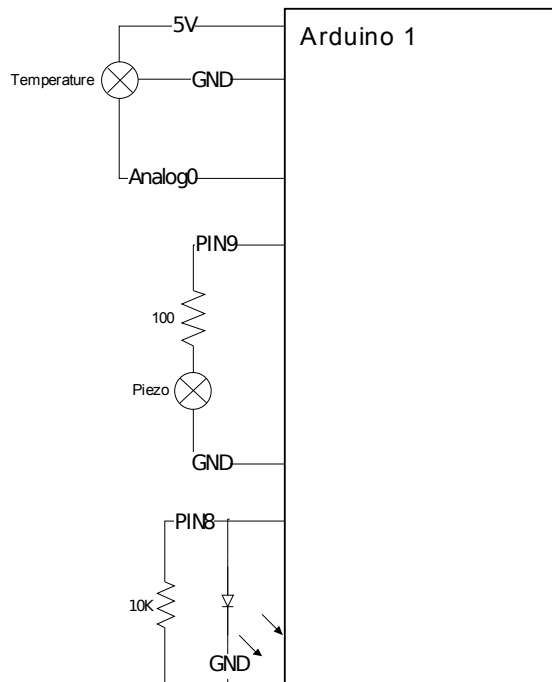 5V
Arduino 1
Temperature
GND
Analog0
PIN9
100
Piezo
GND
PIN8
10K
GND